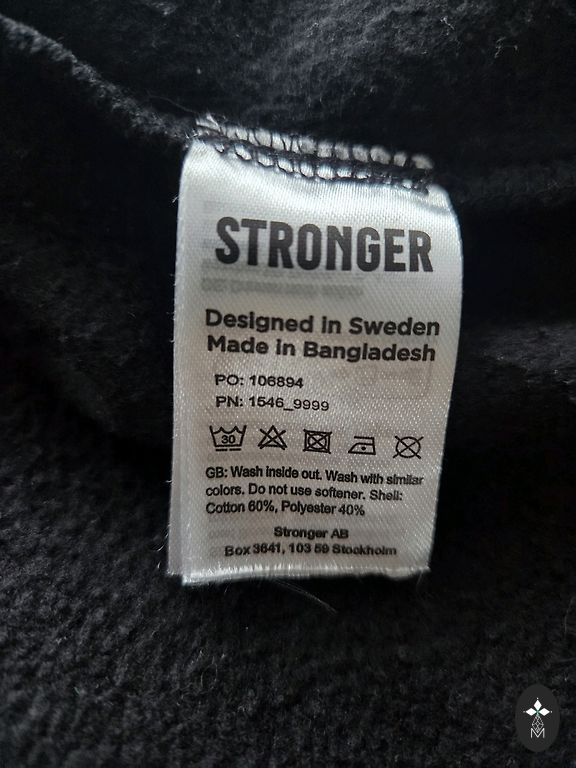 STRONGER
Designed in Sweden
Made in Bangladesh
PO: 106894
PN: 1546_9999
30
GB: Wash inside out. Wash with similar
colors. Do not use softener. Shell:
Cotton 60%, Polyester 40%
Stronger AB
Box 3641, 103 59 Stockholm